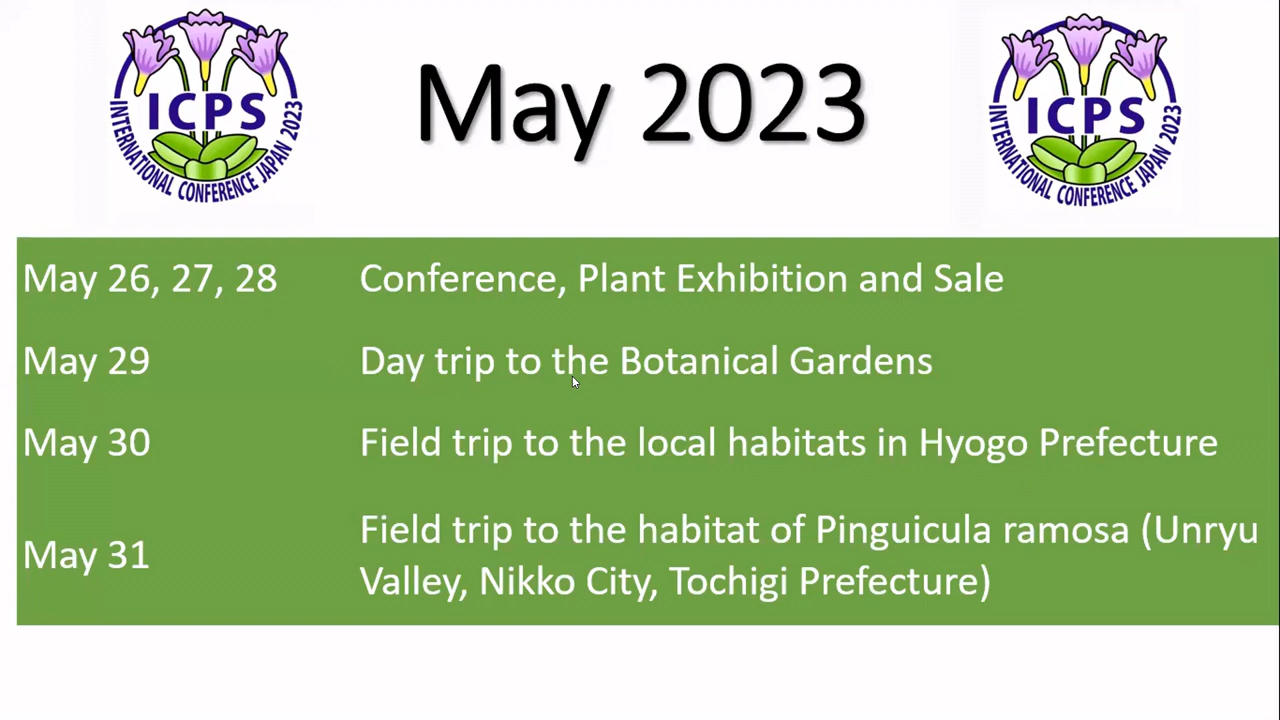 ICPS
INTERNATIONAL CONFERENCE JAPAN 2023
May 2023
ICPS
INTERNATIONAL CONFERENCE JAPAN 2023
May 26, 27, 28 Conference, Plant Exhibition and Sale
May 29 Day trip to the Botanical Gardens
May 30 Field trip to the local habitats in Hyogo Prefecture
May 31 Field trip to the habitat of Pinguicula ramosa (Unryu
Valley, Nikko City, Tochigi Prefecture)